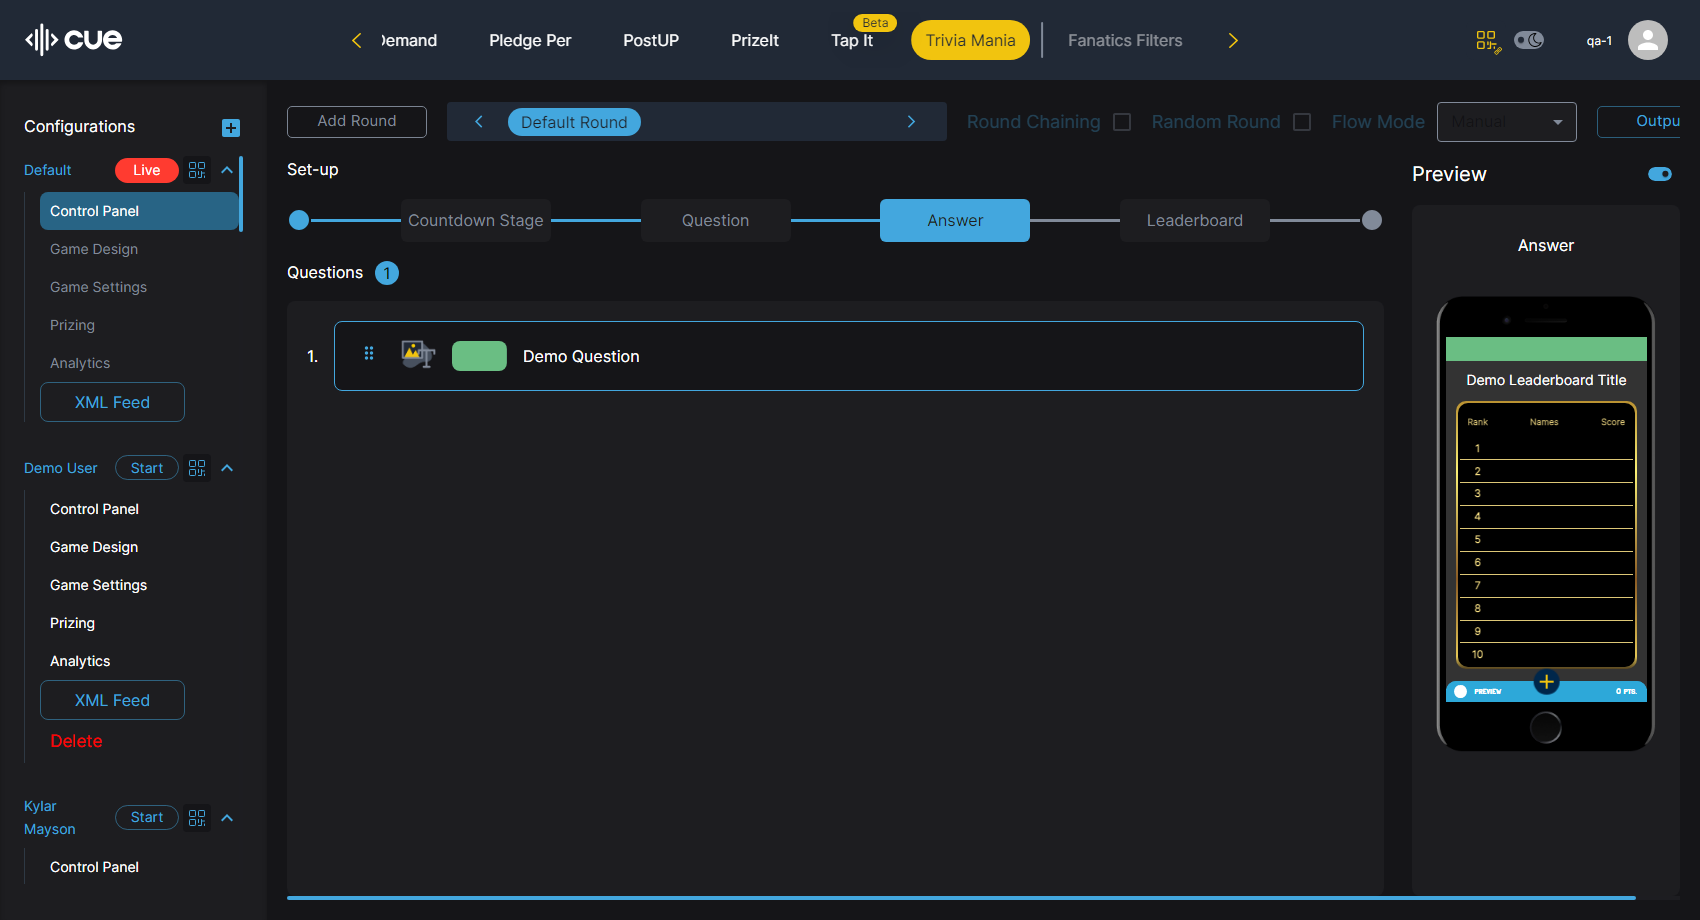 cue
Demand
Pledge Per
PostUP
PrizeIt
Tap It
Beta
Trivia Mania
Fanatics Filters
qa-1
Configurations
Default
Live
Control Panel
Game Design
Game Settings
Prizing
Analytics
XML Feed
Demo User
Start
Control Panel
Game Design
Game Settings
Prizing
Analytics
XML Feed
Delete
Kylar
Mayson
Start
Control Panel
Add Round
Default Round
Round Chaining
Random Round
Flow Mode
Manual
Outpu
Set-up
Countdown Stage
Question
Answer
Leaderboard
Questions 1
1.
Demo Question
Preview
Answer
Demo Leaderboard Title
Rank Names Score
1
2
3
4
5
6
7
8
9
10
PREVIEW
0 PTS.